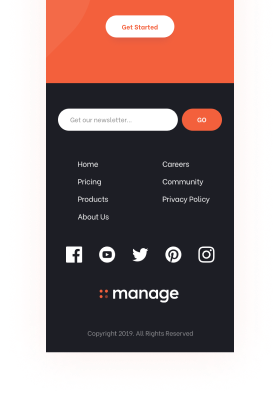 Get Started
Get our newsletter...
GO
Home
Pricing
Products
About Us
Careers
Community
Privacy Policy
manage
Copyright 2019. All Rights Reserved